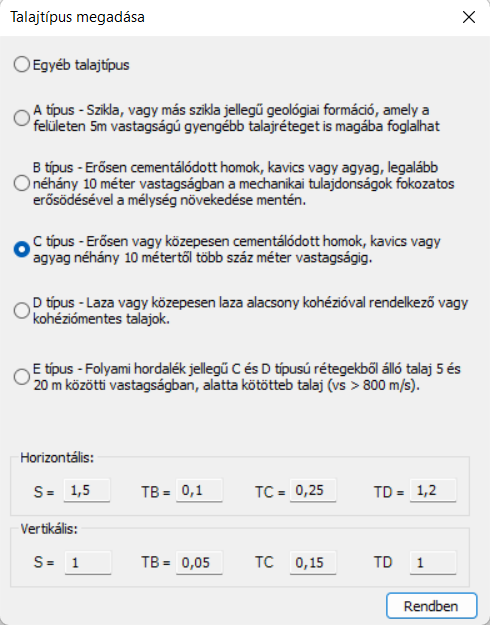 Talajtípus megadása
Egyéb talajtípus
A típus - Szikla, vagy más szikla jellegű geológiai formáció, amely a
felületen 5m vastagságú gyengébb talajréteget is magába foglalhat
B típus - Erősen cementálódott homok, kavics vagy agyag, legalább
néhány 10 méter vastagságban a mechanikai tulajdonságok fokozatos
erősödésével a mélység növekedése mentén.
C típus - Erősen vagy közepesen cementálódott homok, kavics vagy
agyag néhány 10 métertől több száz méter vastagságig.
D típus - Laza vagy közepesen laza alacsony kohézióval rendelkező vagy
kohéziómentes talajok.
E típus - Folyami hordalék jellegű C és D típusú rétegekből álló talaj 5 és
20 m közötti vastagságban, alatta kötötteb talaj (vs > 800 m/s).
Horizontális:
S = 1,5 TB = 0,1 TC = 0,25 TD = 1,2
Vertikális:
S = 1 TB = 0,05 TC 0,15 TD 1
Rendben